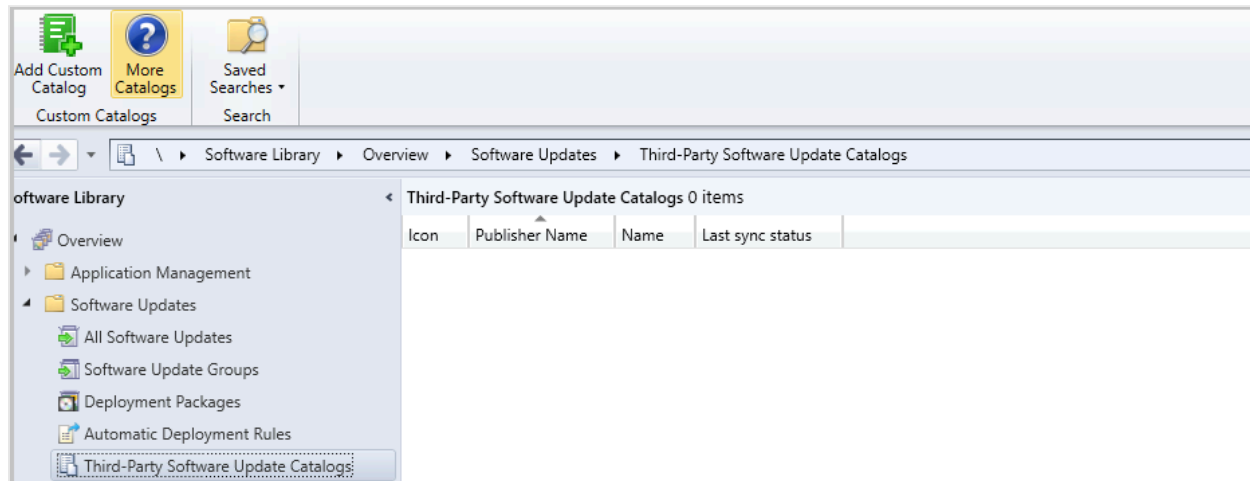 Add Custom Catalog
More Catalogs
Saved Searches
Custom Catalogs
Search
\ Software Library Overview Software Updates Third-Party Software Update Catalogs
oftware Library
Third-Party Software Update Catalogs 0 items
Icon Publisher Name Name Last sync status
Overview
Application Management
Software Updates
All Software Updates
Software Update Groups
Deployment Packages
Automatic Deployment Rules
Third-Party Software Update Catalogs